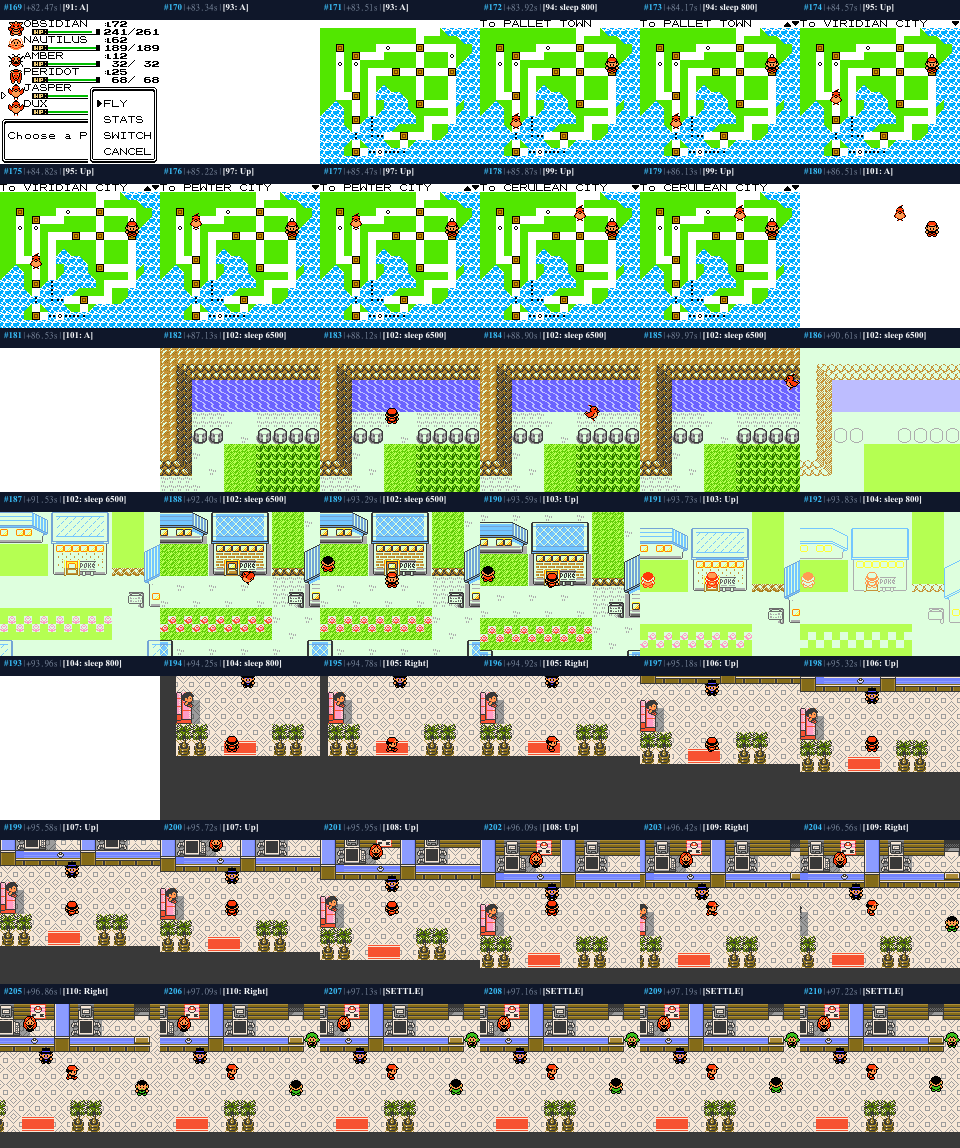 #169 |+82.47s| [91: A]
#170 |+83.34s| [93: A]
#171 |+83.51s| [93: A]
#172 |+83.92s| [94: sleep 800]
#173 |+84.17s| [94: sleep 800]
#174 |+84.57s| [95: Up]
OBSIDIAN :L72
HP 241/261
NAUTILUS :L62
HP 189/189
AMBER :L12
HP 32/ 32
PERIDOT :L25
HP 68/ 68
JASPER
HP
DUX
HP
FLY
STATS
SWITCH
CANCEL
Choose a P
To PALLET TOWN
To PALLET TOWN
To VIRIDIAN CITY
#175 |+84.82s| [95: Up]
#176 |+85.22s| [97: Up]
#177 |+85.47s| [97: Up]
#178 |+85.87s| [99: Up]
#179 |+86.13s| [99: Up]
#180 |+86.51s| [101: A]
To VIRIDIAN CITY
To PEWTER CITY
To PEWTER CITY
To CERULEAN CITY
To CERULEAN CITY
#181 |+86.53s| [101: A]
#182 |+87.13s| [102: sleep 6500]
#183 |+88.12s| [102: sleep 6500]
#184 |+88.90s| [102: sleep 6500]
#185 |+89.97s| [102: sleep 6500]
#186 |+90.61s| [102: sleep 6500]
#187 |+91.53s| [102: sleep 6500]
#188 |+92.40s| [102: sleep 6500]
#189 |+93.29s| [102: sleep 6500]
#190 |+93.59s| [103: Up]
#191 |+93.73s| [103: Up]
#192 |+93.83s| [104: sleep 800]
POKé
POKé
POKé
POKé
POKé
POKé
#193 |+93.96s| [104: sleep 800]
#194 |+94.25s| [104: sleep 800]
#195 |+94.78s| [105: Right]
#196 |+94.92s| [105: Right]
#197 |+95.18s| [106: Up]
#198 |+95.32s| [106: Up]
#199 |+95.58s| [107: Up]
#200 |+95.72s| [107: Up]
#201 |+95.95s| [108: Up]
#202 |+96.09s| [108: Up]
#203 |+96.42s| [109: Right]
#204 |+96.56s| [109: Right]
#205 |+96.86s| [110: Right]
#206 |+97.09s| [110: Right]
#207 |+97.13s| [SETTLE]
#208 |+97.16s| [SETTLE]
#209 |+97.19s| [SETTLE]
#210 |+97.22s| [SETTLE]